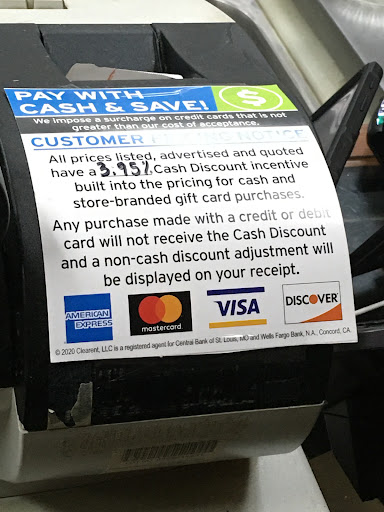 PAY WITH
CASH & SAVE!
$
We impose a surcharge on credit cards that is not
greater than our cost of acceptance.
CUSTOMER NOTICE
All prices listed, advertised and quoted
have a 3.95% Cash Discount incentive
built into the pricing for cash and
store-branded gift card purchases.
Any purchase made with a credit or debit
card will not receive the Cash Discount
and a non-cash discount adjustment will
be displayed on your receipt.
AMERICAN
EXPRESS
mastercard
VISA
DISCOVER
© 2020 Clearent, LLC is a registered agent for Central Bank of St. Louis, MO and Wells Fargo Bank, N.A., Concord, CA.